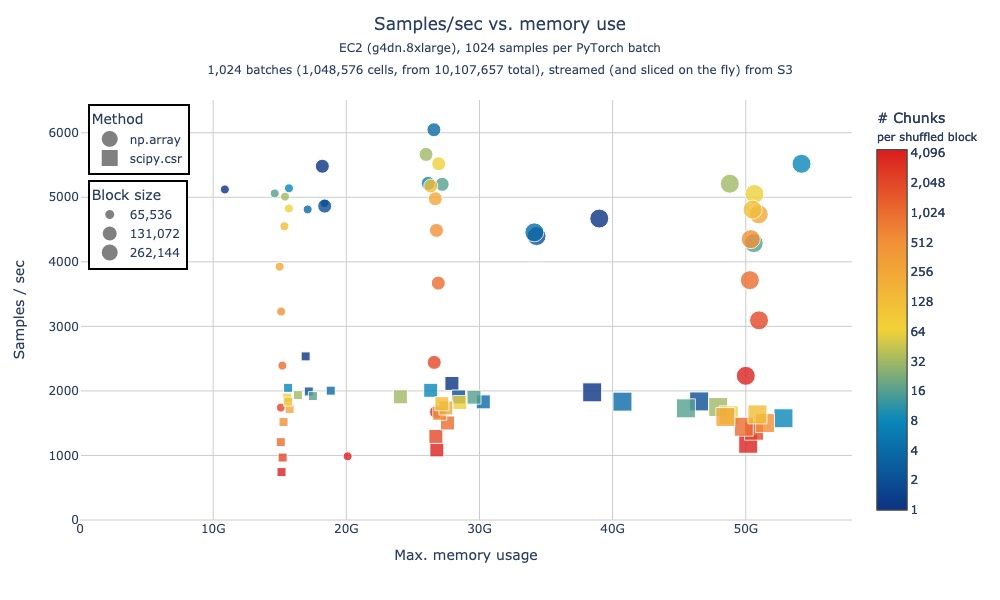 Samples/sec vs. memory use
EC2 (g4dn.8xlarge), 1024 samples per PyTorch batch
1,024 batches (1,048,576 cells, from 10,107,657 total), streamed (and sliced on the fly) from S3
Method
np.array
scipy.csr
Block size
65,536
131,072
262,144
Samples / sec
6000
5000
4000
3000
2000
1000
0
0
10G
20G
30G
40G
50G
Max. memory usage
# Chunks
per shuffled block
4,096
2,048
1,024
512
256
128
64
32
16
8
4
2
1